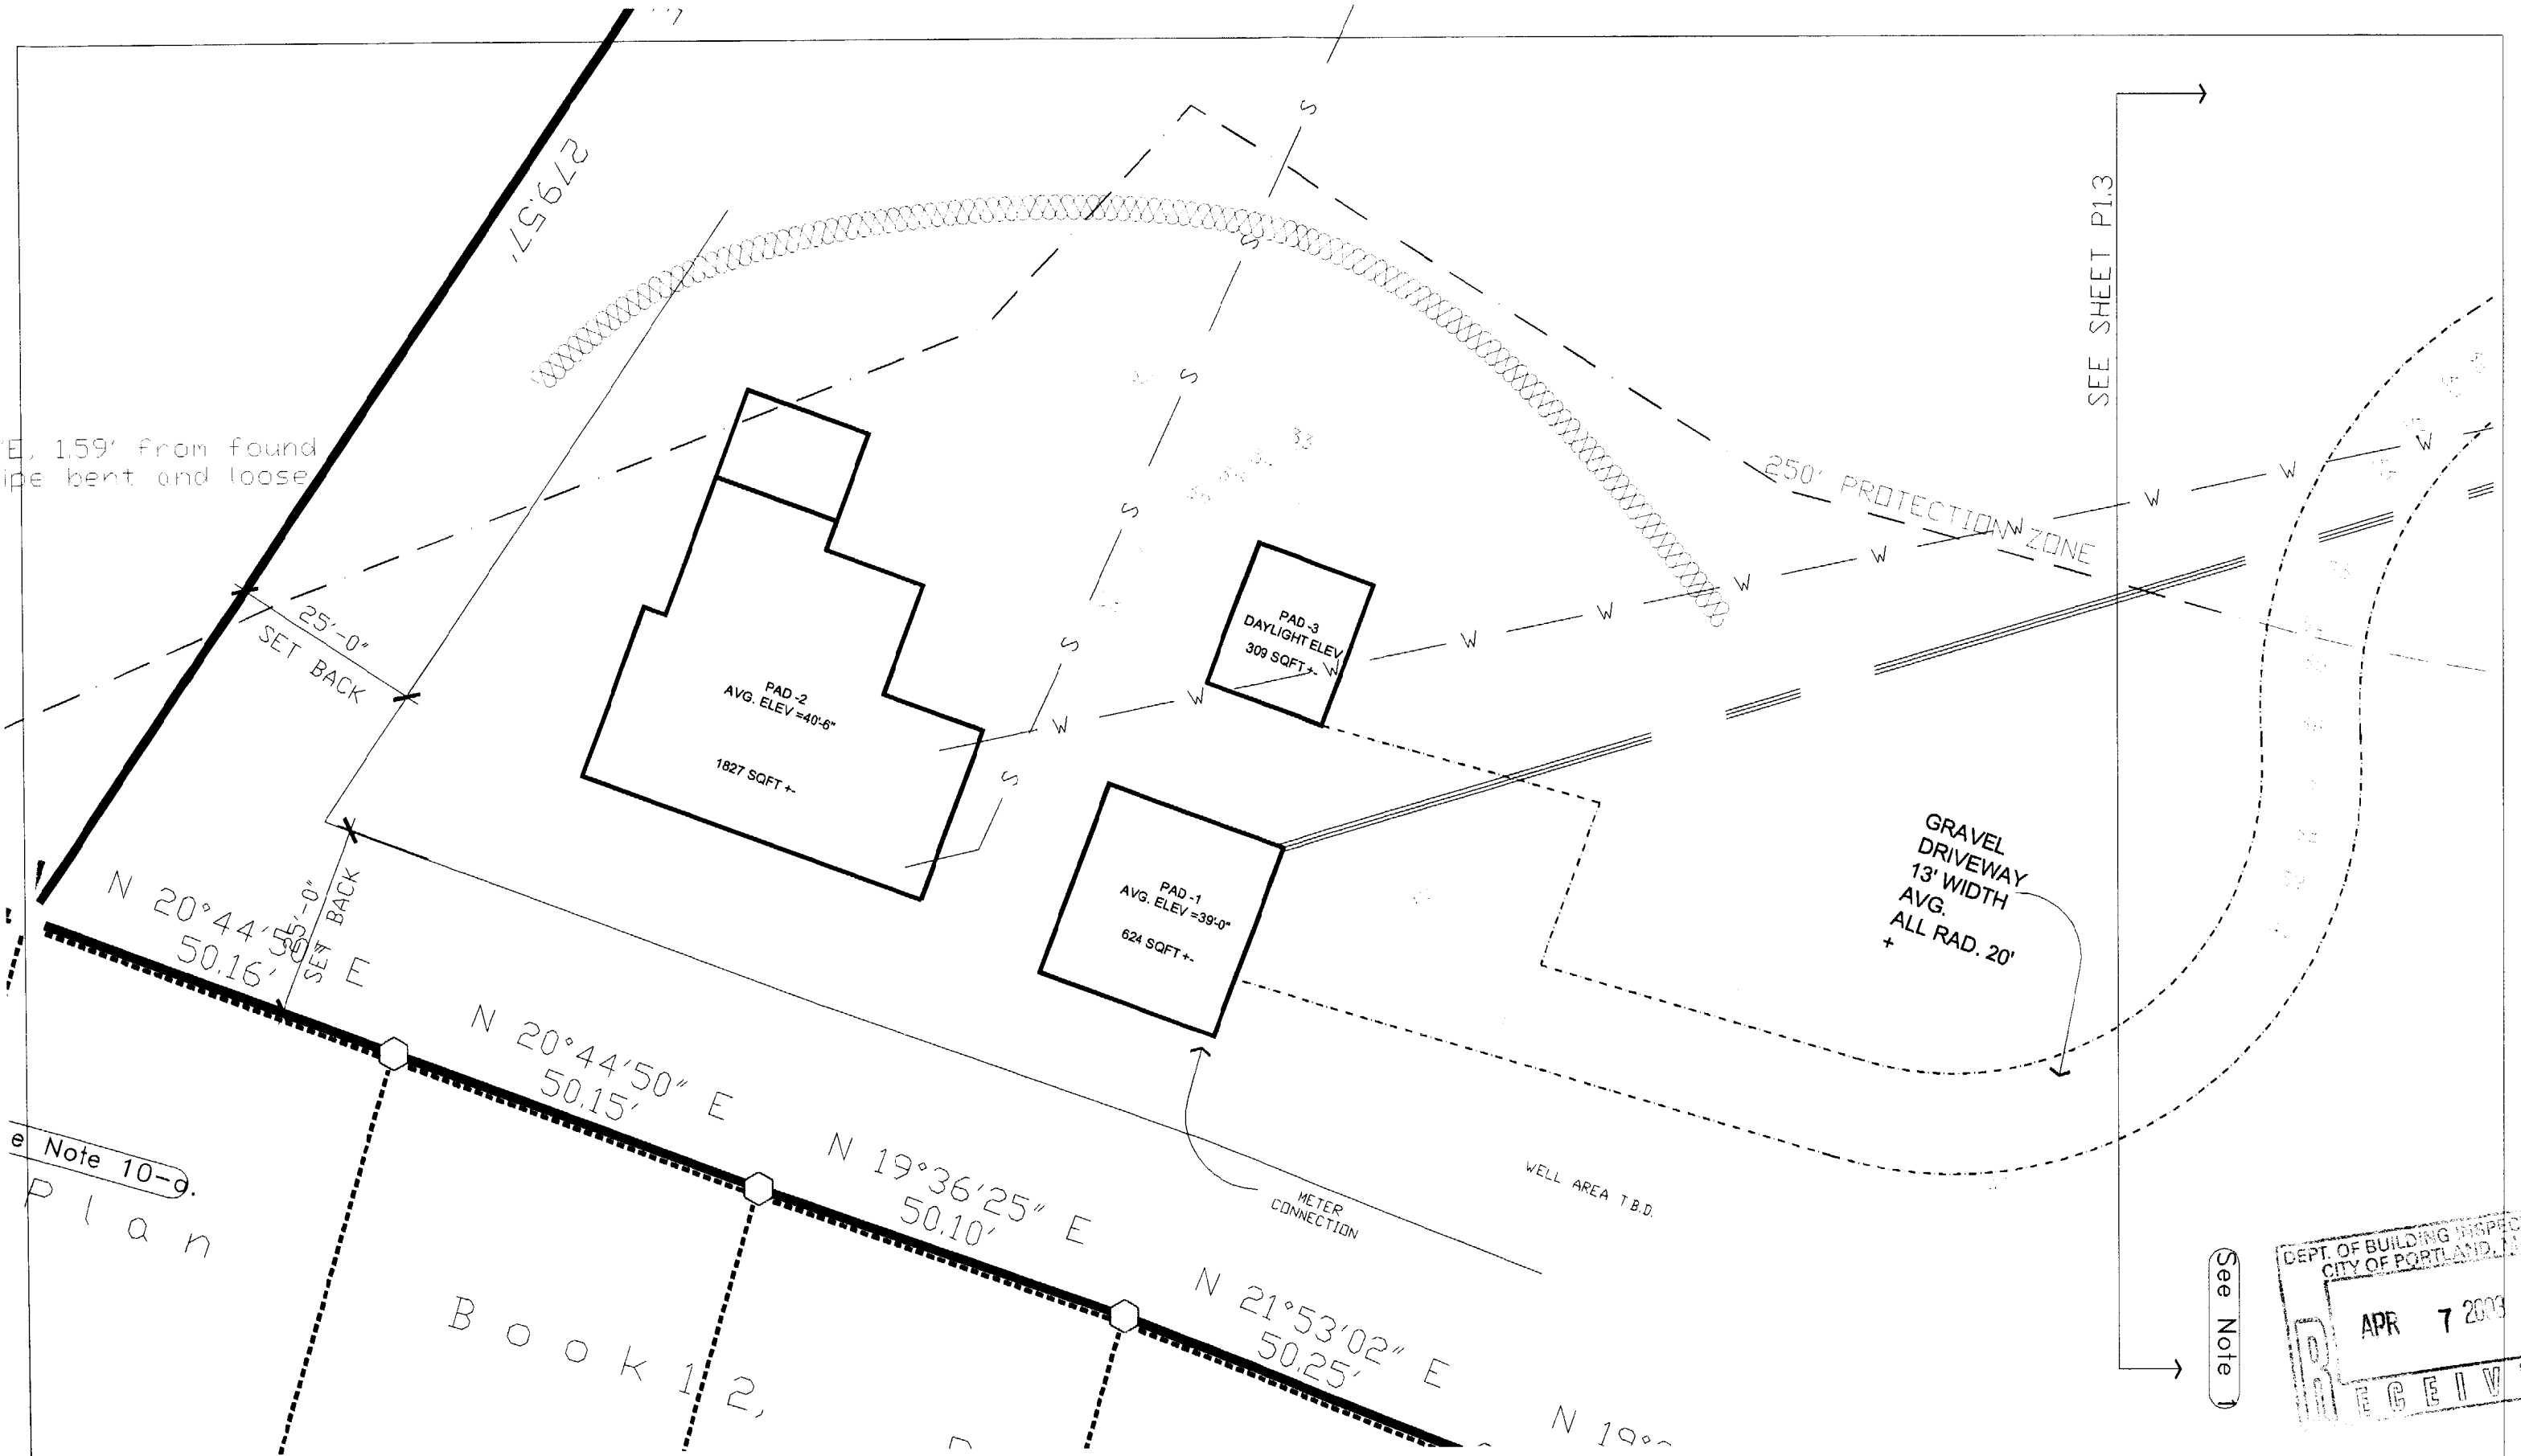 279.57'
SEE SHEET P1.3
'E, 1.59' from found
ipe bent and loose
33
250' PROTECTION ZONE
S
S
S
S
S
S
S
W
W
W
W
W
W
W
W
W
W
W
W
25'-0"
SET BACK
PAD -3
DAYLIGHT ELEV
309 SQFT +-
PAD -2
AVG. ELEV =40'-6"
1827 SQFT +-
PAD -1
AVG. ELEV =39'-0"
624 SQFT +-
GRAVEL
DRIVEWAY
13' WIDTH
AVG.
ALL RAD. 20'
+
25'-0"
SET BACK
N 20°44'50" E
50.16'
N 20°44'50" E
50.15'
N 19°36'25" E
50.10'
N 21°53'02" E
50.25'
METER
CONNECTION
WELL AREA T.B.D.
e Note 10-a.
Plan
Book 12,
See Note 1
DEPT. OF BUILDING INSPEC
CITY OF PORTLAND, M
APR 7 2003
RECEIV
N 19°